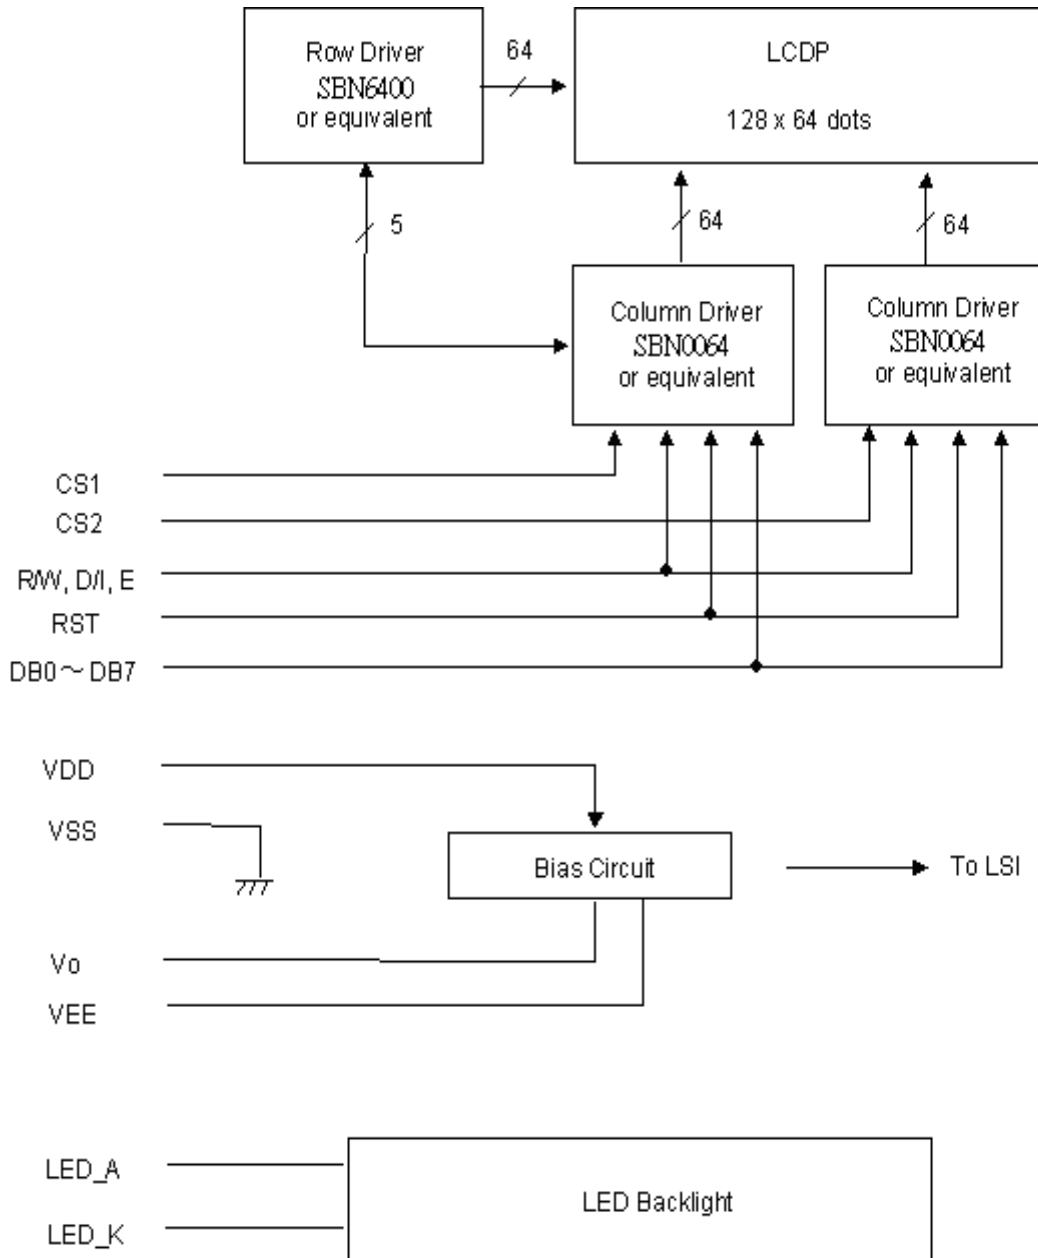 Row Driver
SBN6400
or equivalent
64
LCDP
128 x 64 dots
5
64
64
Column Driver
SBN0064
or equivalent
Column Driver
SBN0064
or equivalent
CS1
CS2
R/W, D/I, E
RST
DB0～DB7
VDD
VSS
Bias Circuit
To LSI
Vo
VEE
LED_A
LED Backlight
LED_K